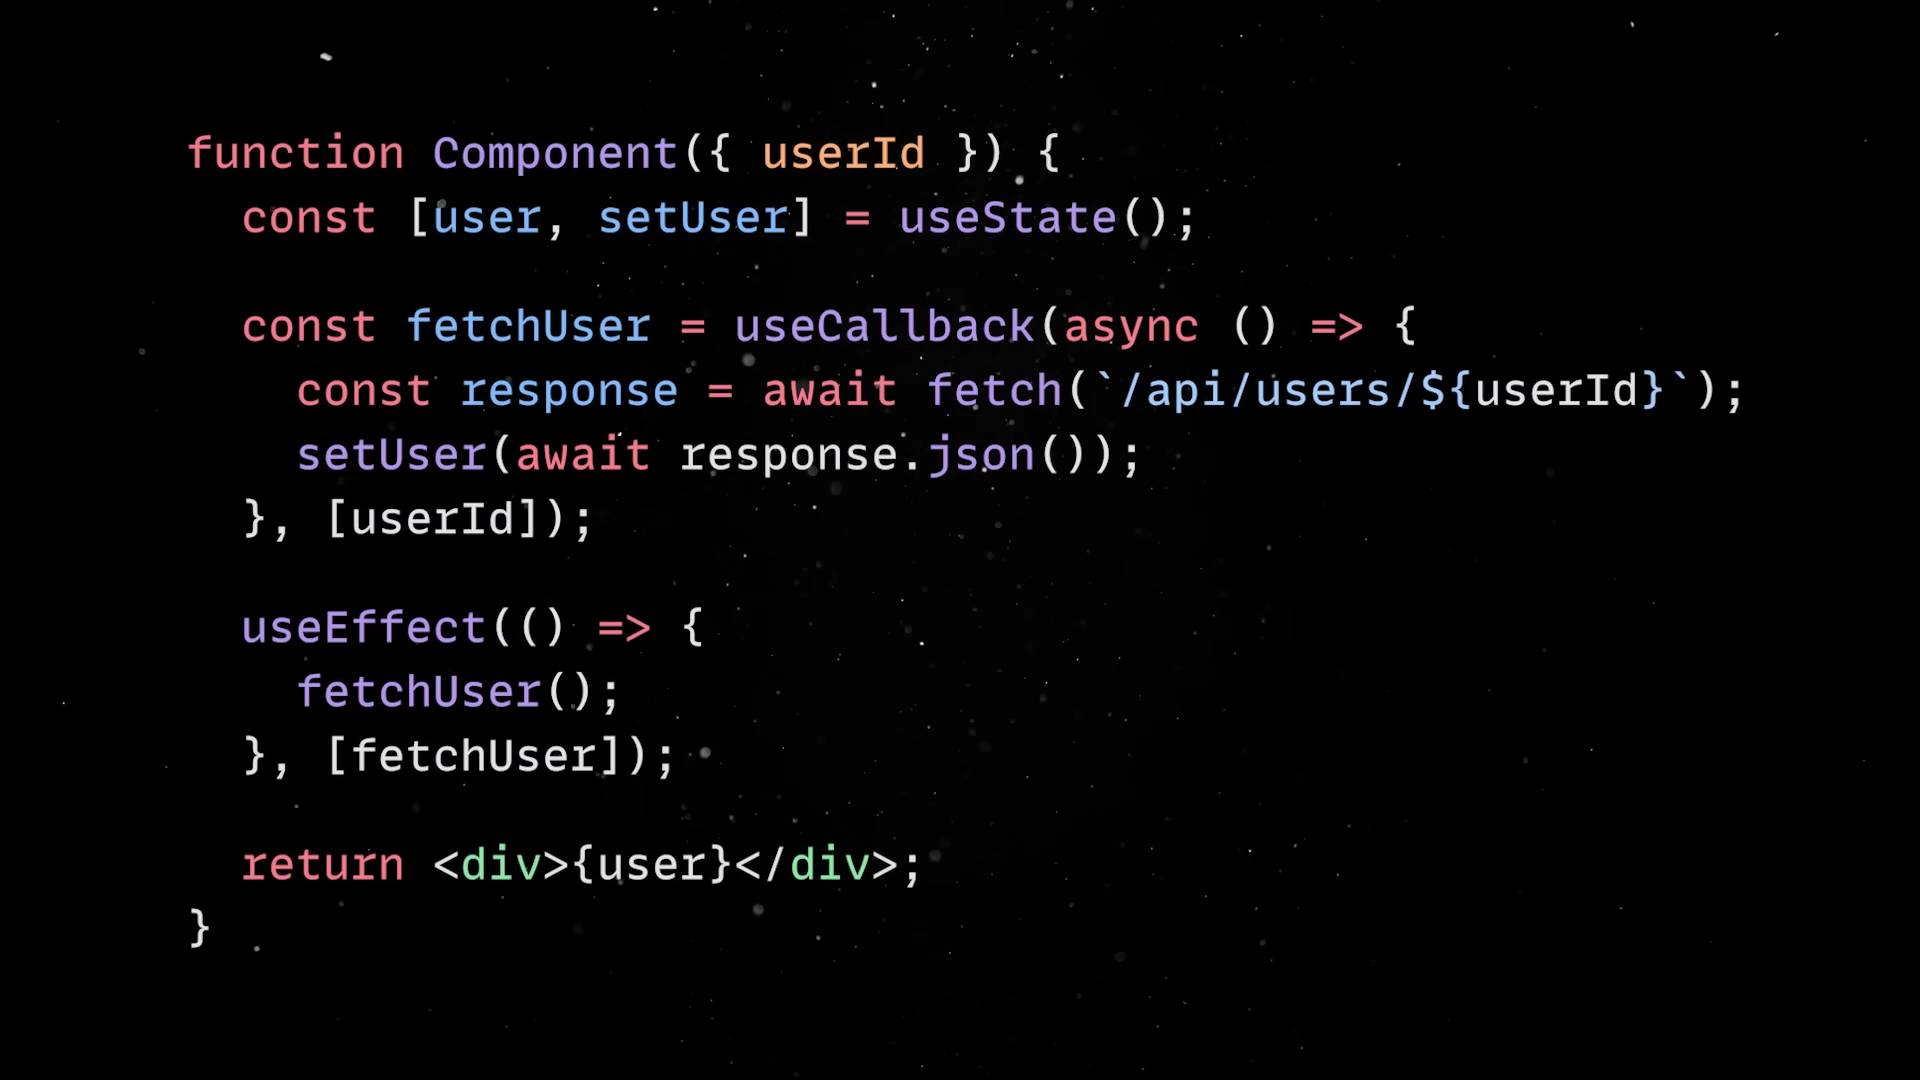 function Component({ userId }) {
  const [user, setUser] = useState();

  const fetchUser = useCallback(async () => {
    const response = await fetch(`/api/users/${userId}`);
    setUser(await response.json());
  }, [userId]);

  useEffect(() => {
    fetchUser();
  }, [fetchUser]);

  return <div>{user}</div>;
}